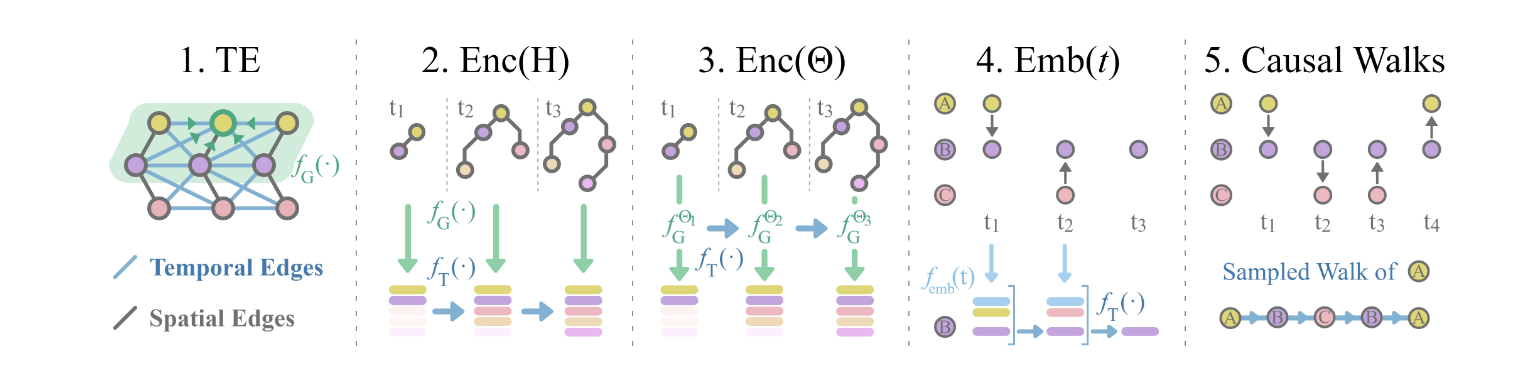 1. TE
f_G(·)
Temporal Edges
Spatial Edges
2. Enc(H)
t₁ t₂ t₃
f_G(·)
f_T(·)
3. Enc(Θ)
t₁ t₂ t₃
f_G^Θ₁ f_G^Θ₂ f_G^Θ₃
f_T(·)
4. Emb(t)
A
B
C
t₁ t₂ t₃
f_emb(t)
f_T(·)
B
5. Causal Walks
A
B
C
t₁ t₂ t₃ t₄
Sampled Walk of A
A B C B A